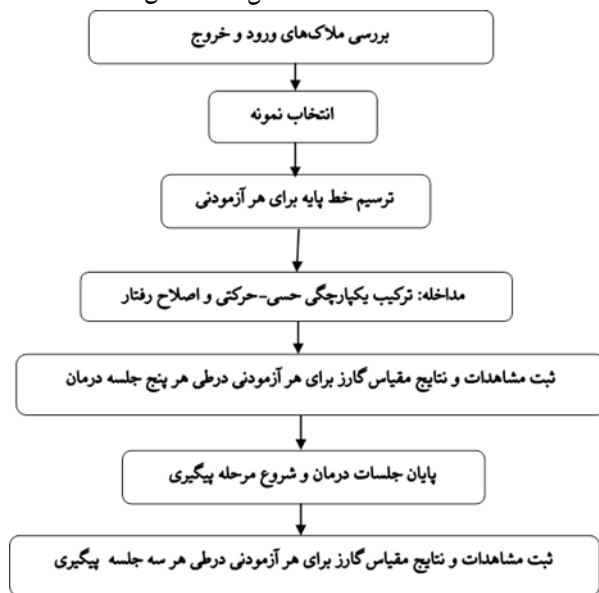 بررسی ملاک‌های ورود و خروج
انتخاب نمونه
ترسیم خط پایه برای هر آزمودنی
مداخله: ترکیب یکپارچگی حسی-حرکتی و اصلاح رفتار
ثبت مشاهدات و نتایج مقیاس گارز برای هر آزمودنی درطی هر پنج جلسه درمان
پایان جلسات درمان و شروع مرحله پیگیری
ثبت مشاهدات و نتایج مقیاس گارز برای هر آزمودنی درطی هر سه جلسه پیگیری